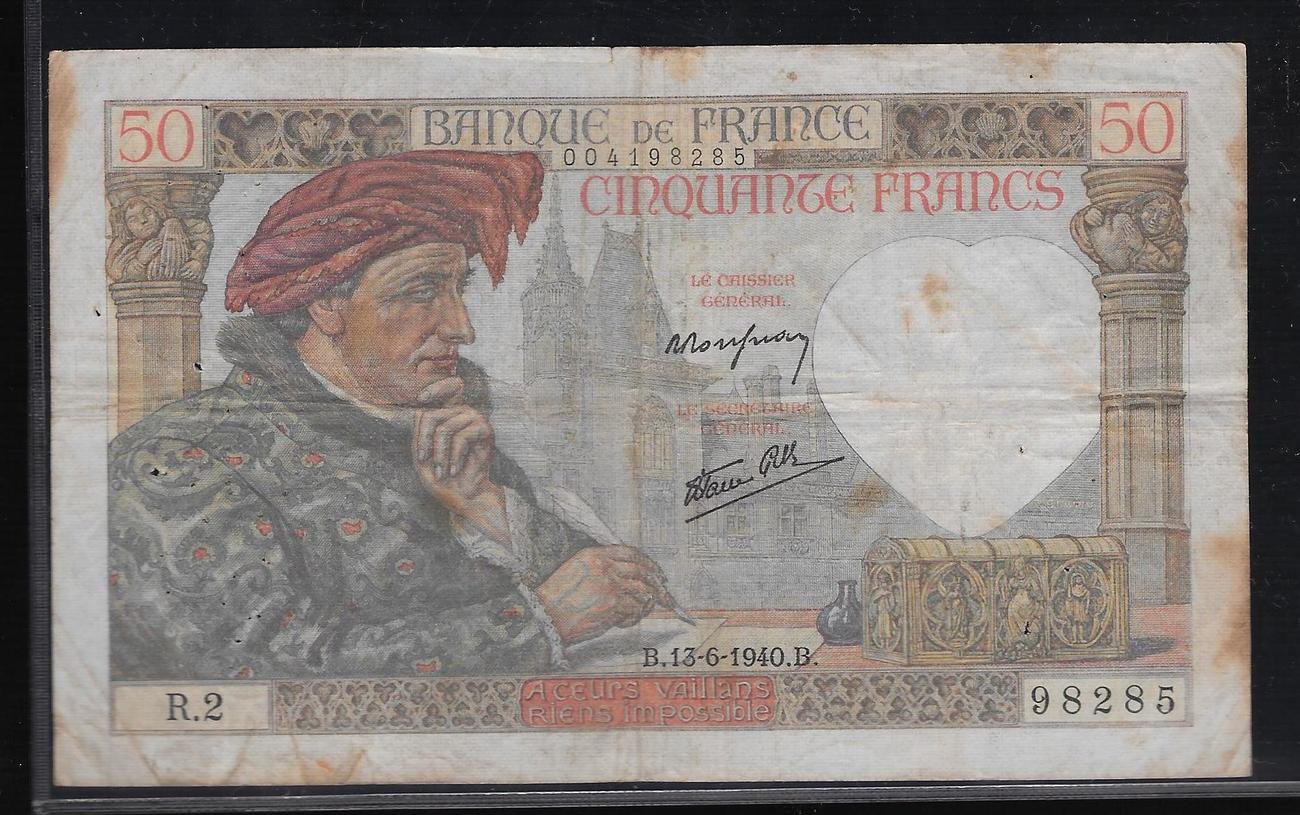 50
BANQUE DE FRANCE
50
004198285
CINQUANTE FRANCS
LE CAISSIER
GÉNÉRAL.
LE SECRÉTAIRE
GÉNÉRAL.
B.13-6-1940.B.
R.2
A CEURS VAILLANS
RIENS IMPOSSIBLE
98285